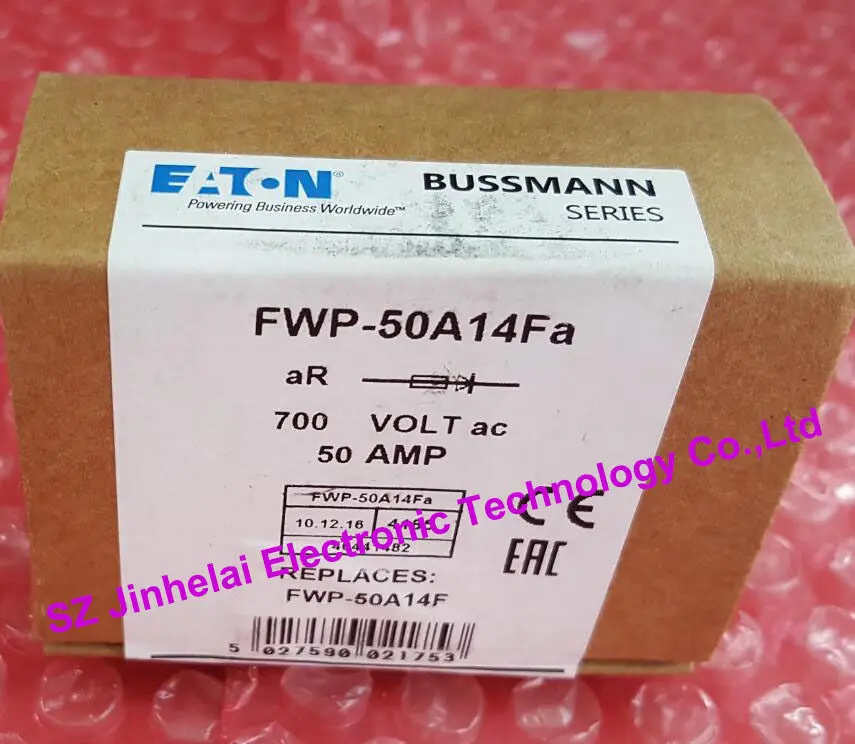 EATON®
Powering Business Worldwide™
BUSSMANN
SERIES
FWP-50A14Fa
aR
700 VOLT ac
50 AMP
FWP-50A14Fa
10.12.16
CE
EAC
REPLACES:
FWP-50A14F
5 027590 021753
SZ Jinhelai Electronic Technology Co.,Ltd